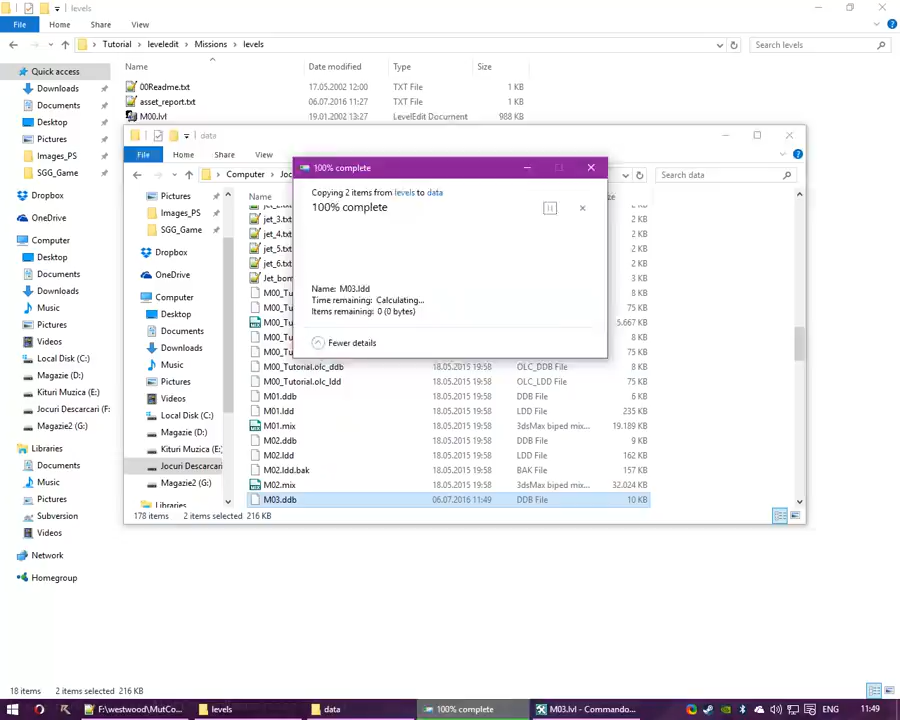 levels
File Home Share View
Tutorial leveledit Missions levels
Search levels
Name Date modified Type Size
Quick access
Downloads
Documents
Desktop
Pictures
Images_PS
SGG_Game
Dropbox
OneDrive
Computer
Desktop
Documents
Downloads
Music
Pictures
Videos
Local Disk (C:)
Magazie (D:)
Kituri Muzica (E:)
Jocuri Descarcari (F:
Magazie2 (G:)
Libraries
Documents
Music
Pictures
Subversion
Videos
Network
Homegroup
00Readme.txt 17.05.2002 12:00 TXT File 1 KB
asset_report.txt 06.07.2016 11:27 TXT File 1 KB
M00.lvl 19.01.2002 13:27 LevelEdit Document 988 KB
data
File Home Share View
Computer
Search data
Pictures
Images_PS
SGG_Game
Dropbox
OneDrive
Computer
Desktop
Documents
Downloads
Music
Pictures
Videos
Local Disk (C:)
Magazie (D:)
Kituri Muzica (E:
Jocuri Descarcari
Magazie2 (G:)
Libraries
Name
2 KB
jet_3.txt 2 KB
jet_4.txt 2 KB
jet_5.txt 2 KB
jet_6.txt 2 KB
3 KB
8 KB
75 KB
5.667 KB
8 KB
75 KB
M00_Tutorial.olc_ddb 18.05.2015 19:58 OLC_DDB File 8 KB
M00_Tutorial.olc_ldd 18.05.2015 19:58 OLC_LDD File 75 KB
M01.ddb 18.05.2015 19:58 DDB File 6 KB
M01.ldd 18.05.2015 19:58 LDD File 235 KB
M01.mix 18.05.2015 19:58 3dsMax biped mix... 19.189 KB
M02.ddb 18.05.2015 19:58 DDB File 9 KB
M02.ldd 18.05.2015 19:58 LDD File 162 KB
M02.ldd.bak 18.05.2015 19:58 BAK File 157 KB
M02.mix 18.05.2015 19:58 3dsMax biped mix... 32.024 KB
M03.ddb 06.07.2016 11:49 DDB File 10 KB
178 items 2 items selected 216 KB
100% complete
Copying 2 items from levels to data
100% complete
Name: M03.ldd
Time remaining: Calculating...
Items remaining: 0 (0 bytes)
Fewer details
18 items 2 items selected 216 KB
F:\westwood\MutCo... levels data 100% complete M03.lvl - Commando... ENG 11:49